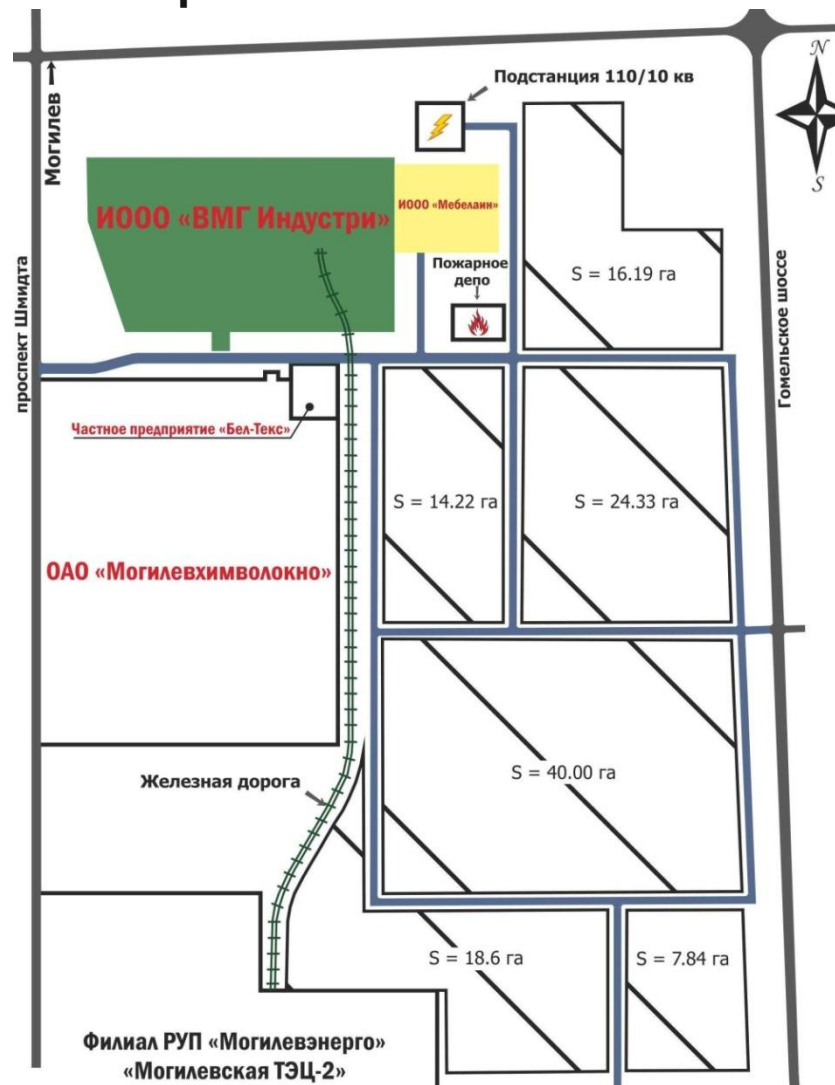 N
S
Подстанция 110/10 кв
Могилев
ИООО «ВМГ Индустри»
ИООО «Мебелаин»
Пожарное
депо
S = 16.19 га
проспект Шмидта
Гомельское шоссе
Частное предприятие «Бел-Текс»
S = 14.22 га
S = 24.33 га
ОАО «Могилевхимволокно»
S = 40.00 га
Железная дорога
S = 18.6 га
S = 7.84 га
Филиал РУП «Могилевэнерго»
«Могилевская ТЭЦ-2»